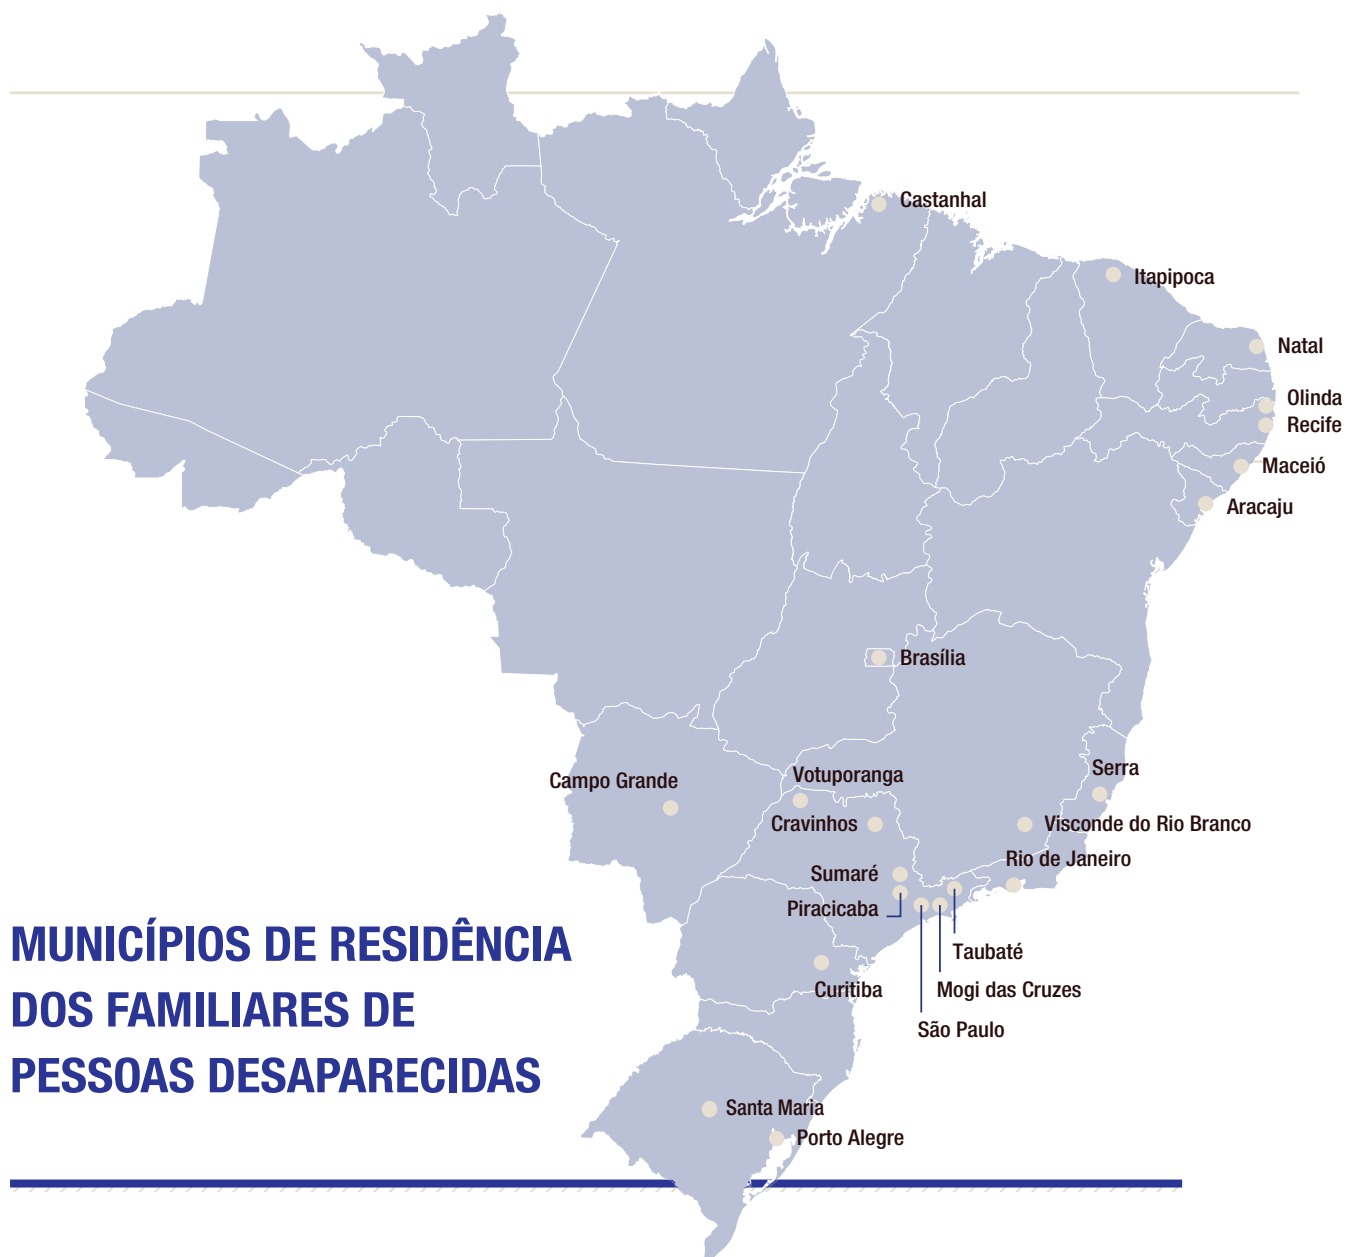 Castanhal
Itapipoca
Natal
Olinda
Recife
Maceió
Aracaju
Brasília
Serra
Votuporanga
Campo Grande
Cravinhos
Visconde do Rio Branco
Rio de Janeiro
Sumaré
Piracicaba
MUNICÍPIOS DE RESIDÊNCIA
DOS FAMILIARES DE
PESSOAS DESAPARECIDAS
Taubaté
Curitiba
Mogi das Cruzes
São Paulo
Santa Maria
Porto Alegre